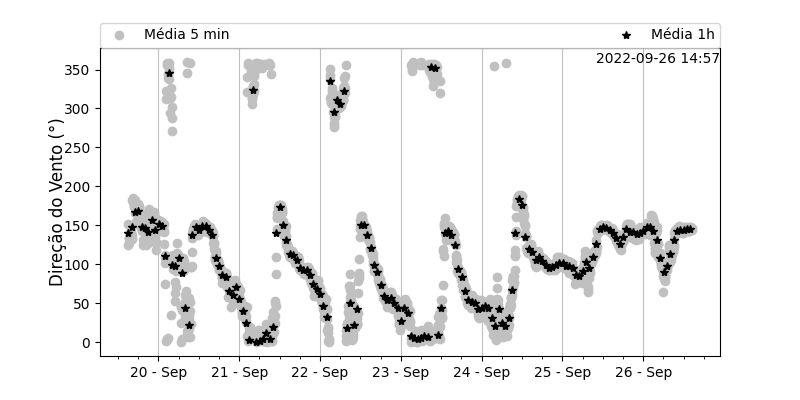 Média 5 min
Média 1h
2022-09-26 14:57
Direção do Vento (°)
350
300
250
200
150
100
50
0
20 - Sep
21 - Sep
22 - Sep
23 - Sep
24 - Sep
25 - Sep
26 - Sep